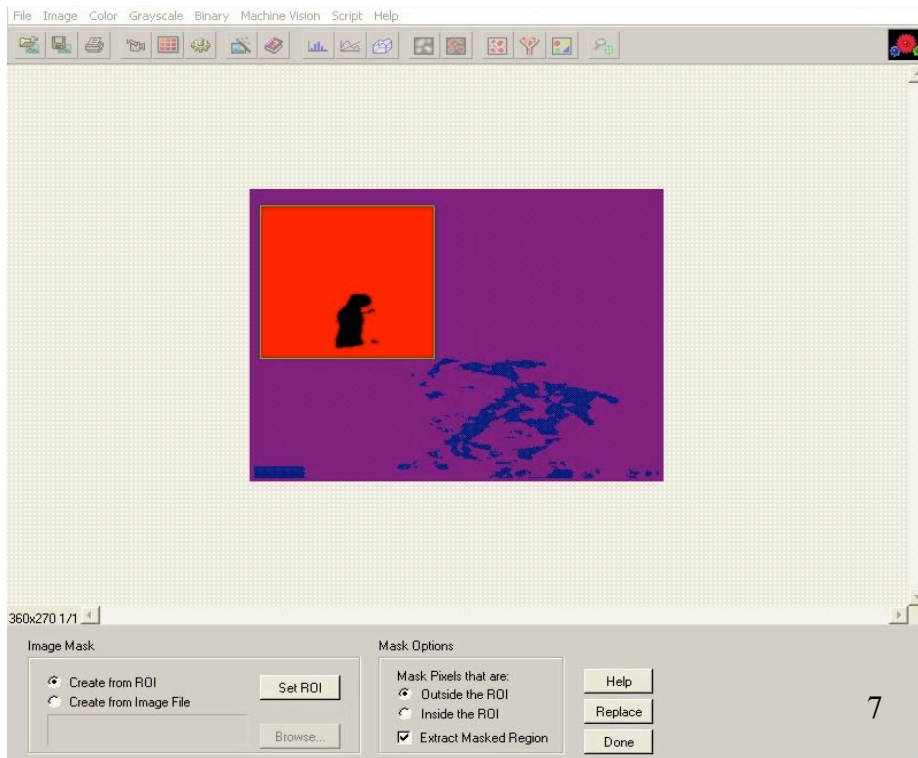 File Image Color Grayscale Binary Machine Vision Script Help
360x270 1/1
Image Mask
Create from ROI
Create from Image File
Set ROI
Browse...
Mask Options
Mask Pixels that are:
Outside the ROI
Inside the ROI
Extract Masked Region
Help
Replace
Done
7